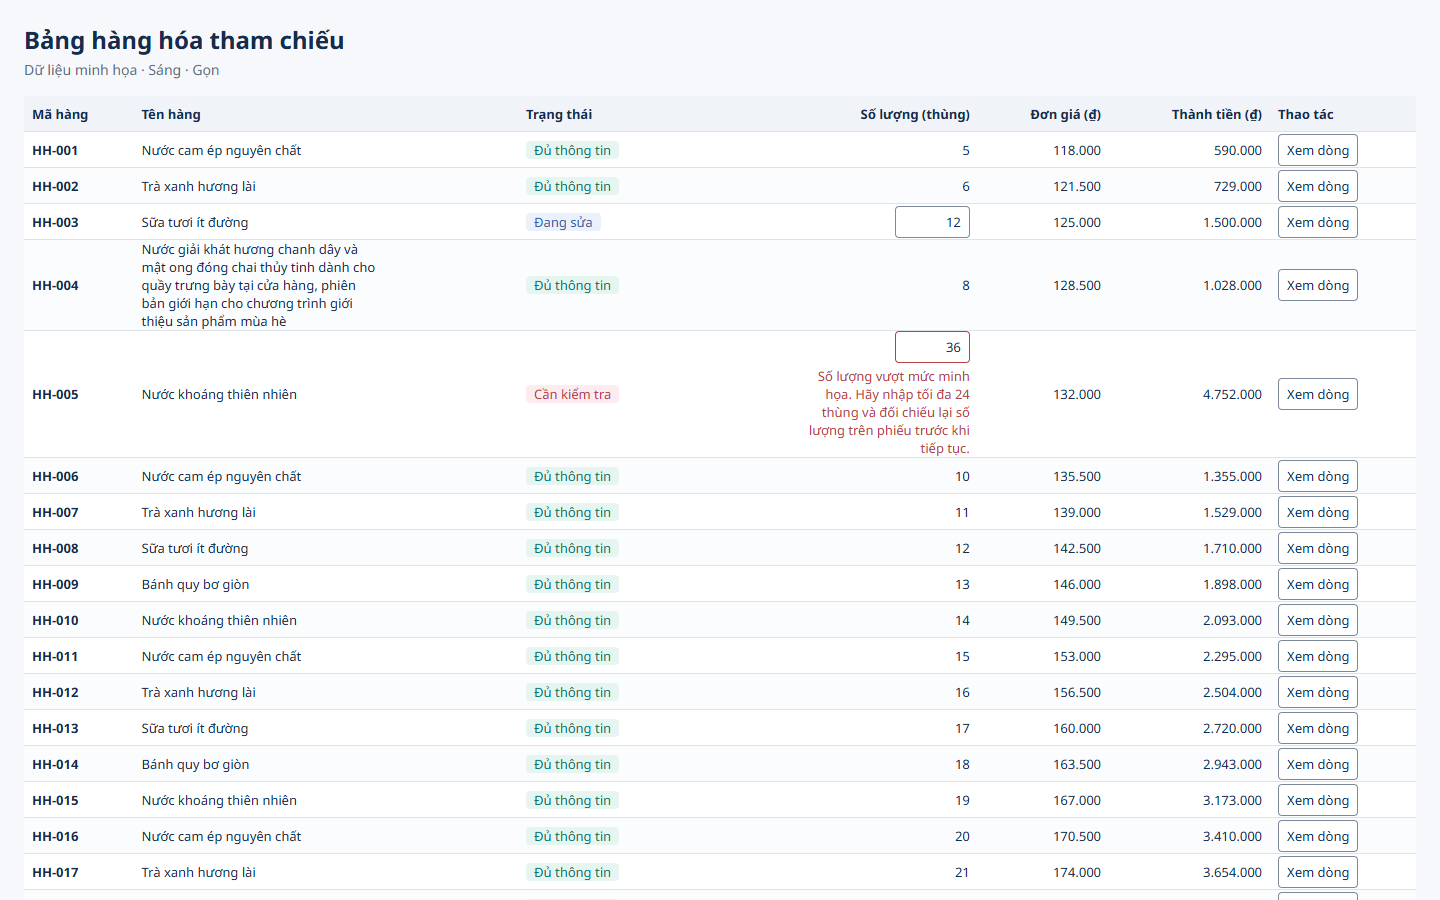 Bảng hàng hóa tham chiếu
Dữ liệu minh họa · Sáng · Gọn
Mã hàng Tên hàng Trạng thái Số lượng (thùng) Đơn giá (₫) Thành tiền (₫) Thao tác
HH-001 Nước cam ép nguyên chất Đủ thông tin 5 118.000 590.000 Xem dòng
HH-002 Trà xanh hương lài Đủ thông tin 6 121.500 729.000 Xem dòng
HH-003 Sữa tươi ít đường Đang sửa 12 125.000 1.500.000 Xem dòng
Nước giải khát hương chanh dây và
mật ong đóng chai thủy tinh dành cho
HH-004 quầy trưng bày tại cửa hàng, phiên Đủ thông tin 8 128.500 1.028.000 Xem dòng
bản giới hạn cho chương trình giới
thiệu sản phẩm mùa hè
36
Số lượng vượt mức minh
HH-005 Nước khoáng thiên nhiên Cần kiểm tra họa. Hãy nhập tối đa 24 132.000 4.752.000 Xem dòng
thùng và đối chiếu lại số
lượng trên phiếu trước khi
tiếp tục.
HH-006 Nước cam ép nguyên chất Đủ thông tin 10 135.500 1.355.000 Xem dòng
HH-007 Trà xanh hương lài Đủ thông tin 11 139.000 1.529.000 Xem dòng
HH-008 Sữa tươi ít đường Đủ thông tin 12 142.500 1.710.000 Xem dòng
HH-009 Bánh quy bơ giòn Đủ thông tin 13 146.000 1.898.000 Xem dòng
HH-010 Nước khoáng thiên nhiên Đủ thông tin 14 149.500 2.093.000 Xem dòng
HH-011 Nước cam ép nguyên chất Đủ thông tin 15 153.000 2.295.000 Xem dòng
HH-012 Trà xanh hương lài Đủ thông tin 16 156.500 2.504.000 Xem dòng
HH-013 Sữa tươi ít đường Đủ thông tin 17 160.000 2.720.000 Xem dòng
HH-014 Bánh quy bơ giòn Đủ thông tin 18 163.500 2.943.000 Xem dòng
HH-015 Nước khoáng thiên nhiên Đủ thông tin 19 167.000 3.173.000 Xem dòng
HH-016 Nước cam ép nguyên chất Đủ thông tin 20 170.500 3.410.000 Xem dòng
HH-017 Trà xanh hương lài Đủ thông tin 21 174.000 3.654.000 Xem dòng